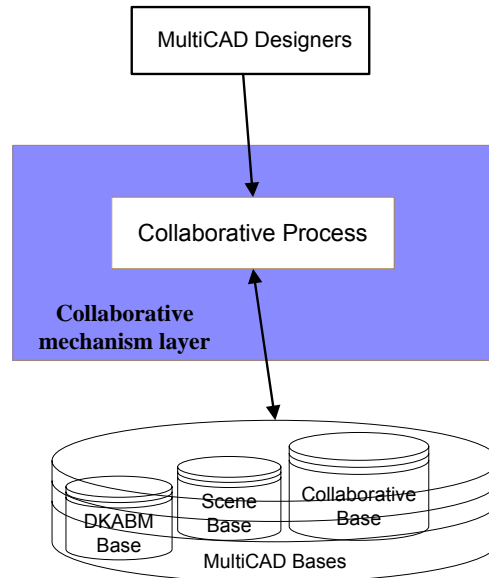 MultiCAD Designers
Collaborative Process
Collaborative
mechanism layer
DKABM
Base
Scene
Base
Collaborative
Base
MultiCAD Bases